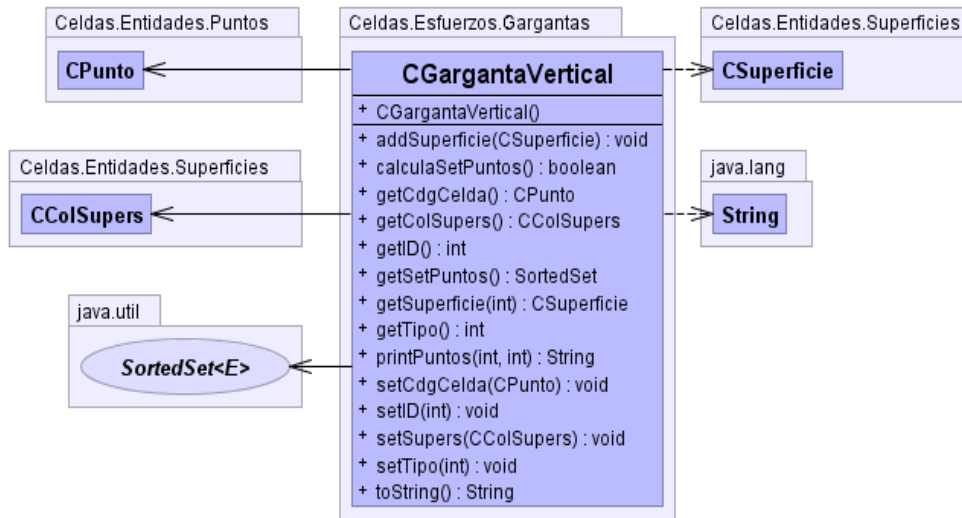 Celdas.Entidades.Puntos
CPunto
Celdas.Entidades.Superficies
CColSupers
java.util
SortedSet<E>
Celdas.Esfuerzos.Gargantas
CGargantaVertical
+ CGargantaVertical()
+ addSuperficie(CSuperficie) : void
+ calculaSetPuntos() : boolean
+ getCdgCelda() : CPunto
+ getColSupers() : CColSupers
+ getID() : int
+ getSetPuntos() : SortedSet
+ getSuperficie(int) : CSuperficie
+ getTipo() : int
+ printPuntos(int, int) : String
+ setCdgCelda(CPunto) : void
+ setID(int) : void
+ setSupers(CColSupers) : void
+ setTipo(int) : void
+ toString() : String
Celdas.Entidades.Superficies
CSuperficie
java.lang
String